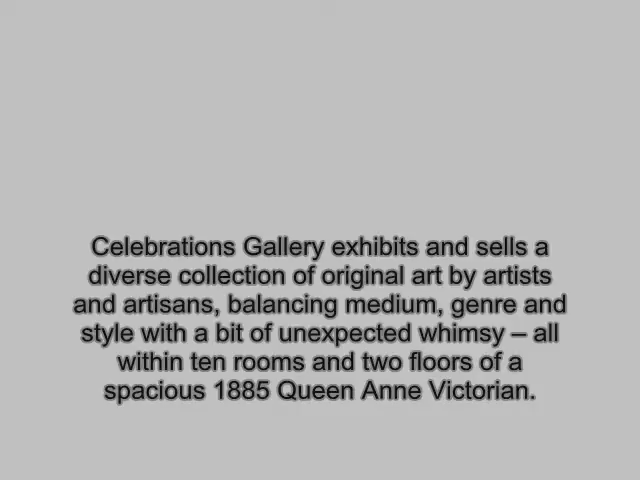 Celebrations Gallery exhibits and sells a
diverse collection of original art by artists
and artisans, balancing medium, genre and
style with a bit of unexpected whimsy – all
within ten rooms and two floors of a
spacious 1885 Queen Anne Victorian.